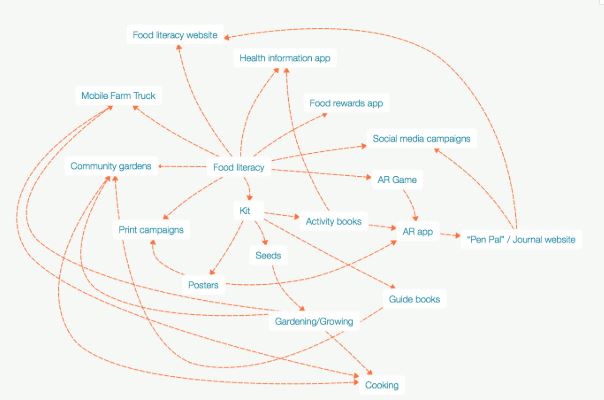 Food literacy website
Health information app
Mobile Farm Truck
Food rewards app
Social media campaigns
Community gardens
Food literacy
AR Game
Kit
Activity books
Print campaigns
AR app
"Pen Pal" / Journal website
Seeds
Posters
Guide books
Gardening/Growing
Cooking